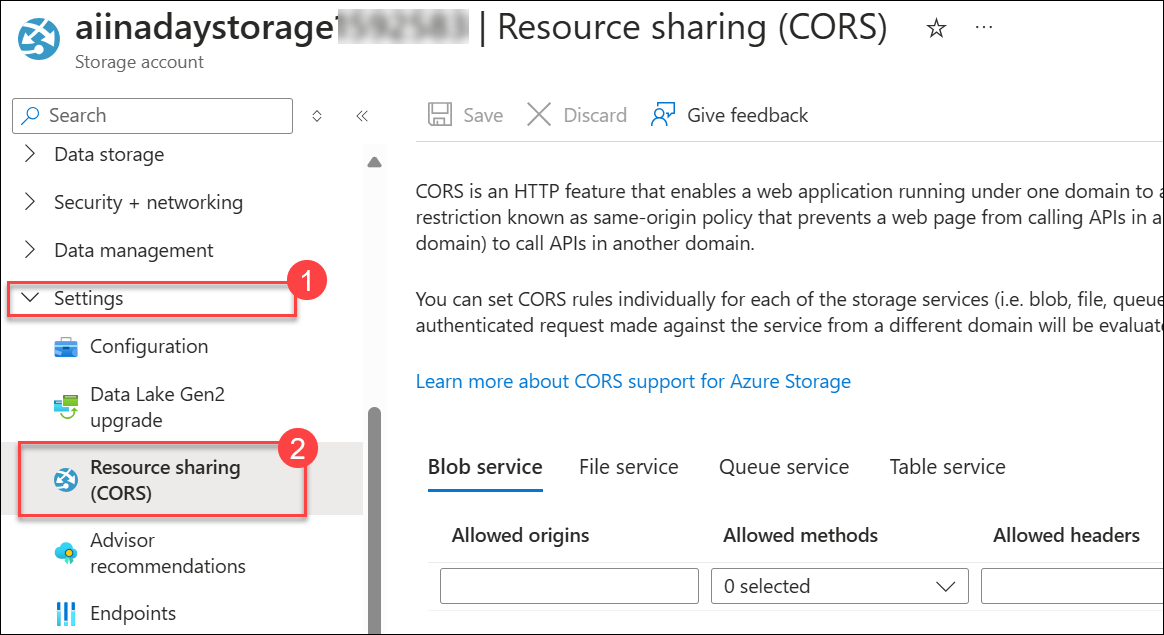 aiinadaystorage | Resource sharing (CORS)
Storage account
Search
Save
Discard
Give feedback
Data storage
Security + networking
Data management
Settings
1
Configuration
Data Lake Gen2
upgrade
Resource sharing
(CORS)
2
Advisor
recommendations
Endpoints
CORS is an HTTP feature that enables a web application running under one domain to a
restriction known as same-origin policy that prevents a web page from calling APIs in a
domain) to call APIs in another domain.
You can set CORS rules individually for each of the storage services (i.e. blob, file, queue
authenticated request made against the service from a different domain will be evaluate
Learn more about CORS support for Azure Storage
Blob service File service Queue service Table service
Allowed origins Allowed methods Allowed headers
0 selected